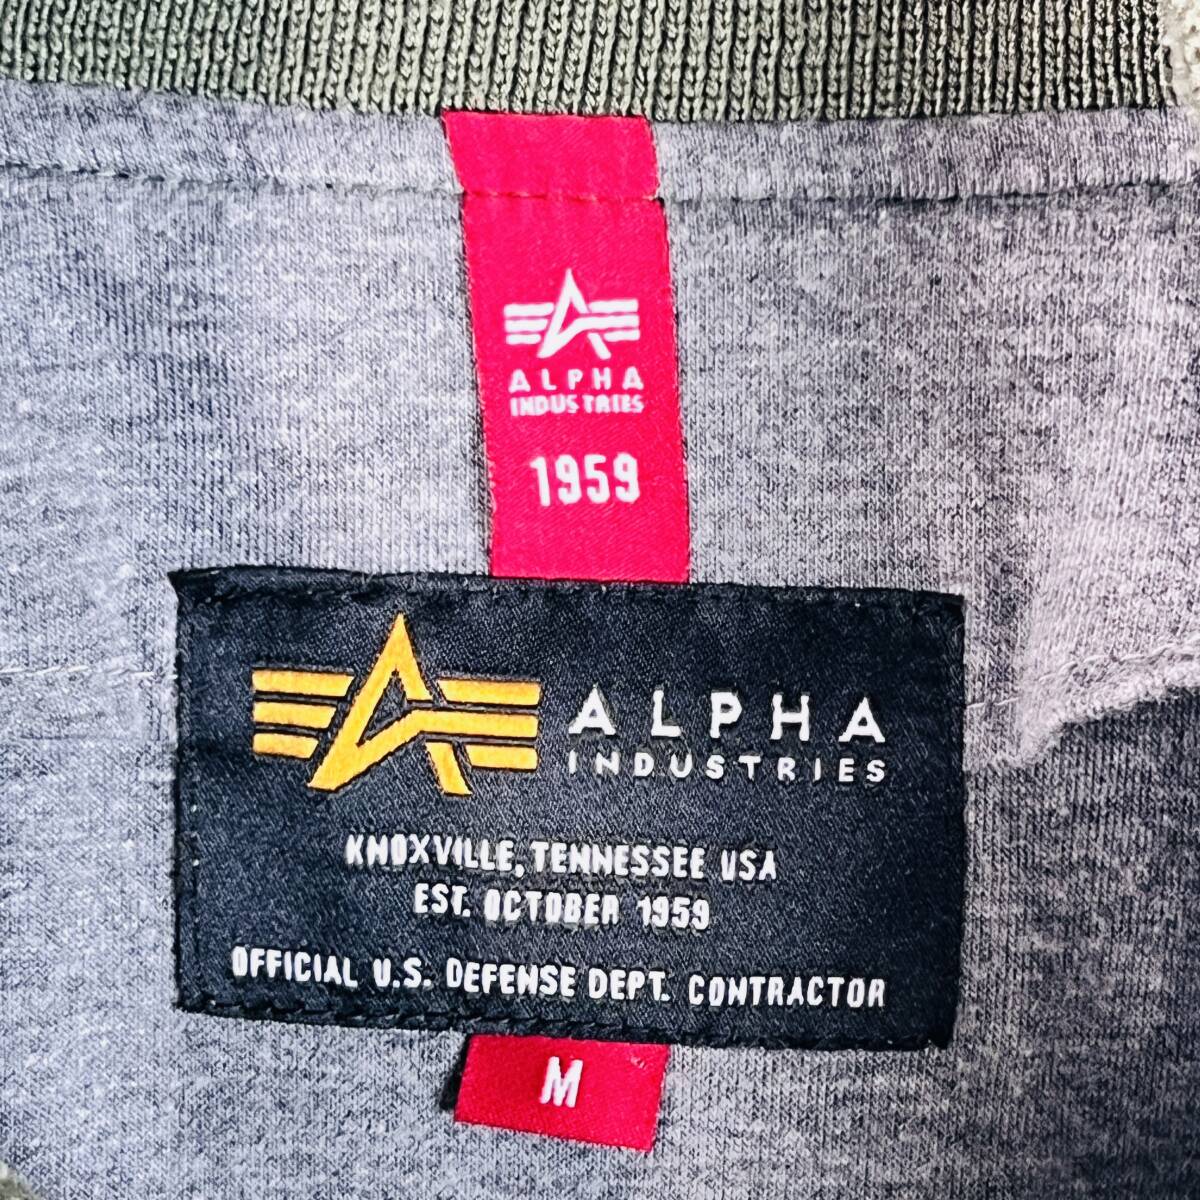 ALPHA
INDUSTRIES
1959
ALPHA
INDUSTRIES
KNOXVILLE, TENNESSEE USA
EST. OCTOBER 1959
OFFICIAL U.S. DEFENSE DEPT. CONTRACTOR
M